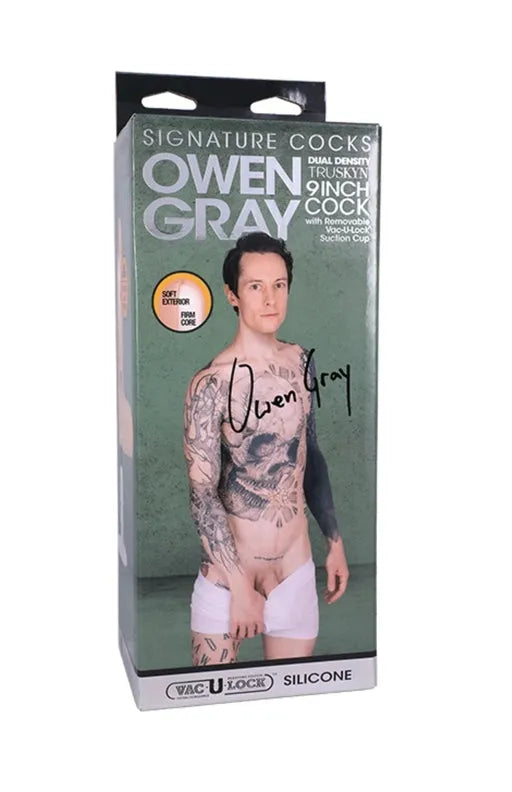 SIGNATURE COCKS
OWEN
GRAY
DUAL DENSITY
TRUSKYN
9INCH
COCK
with Removable
Vac-U-Lock
Suction Cup
SOFT
EXTERIOR
FIRM
CORE
Owen Gray
VAC-U-LOCK
SILICONE